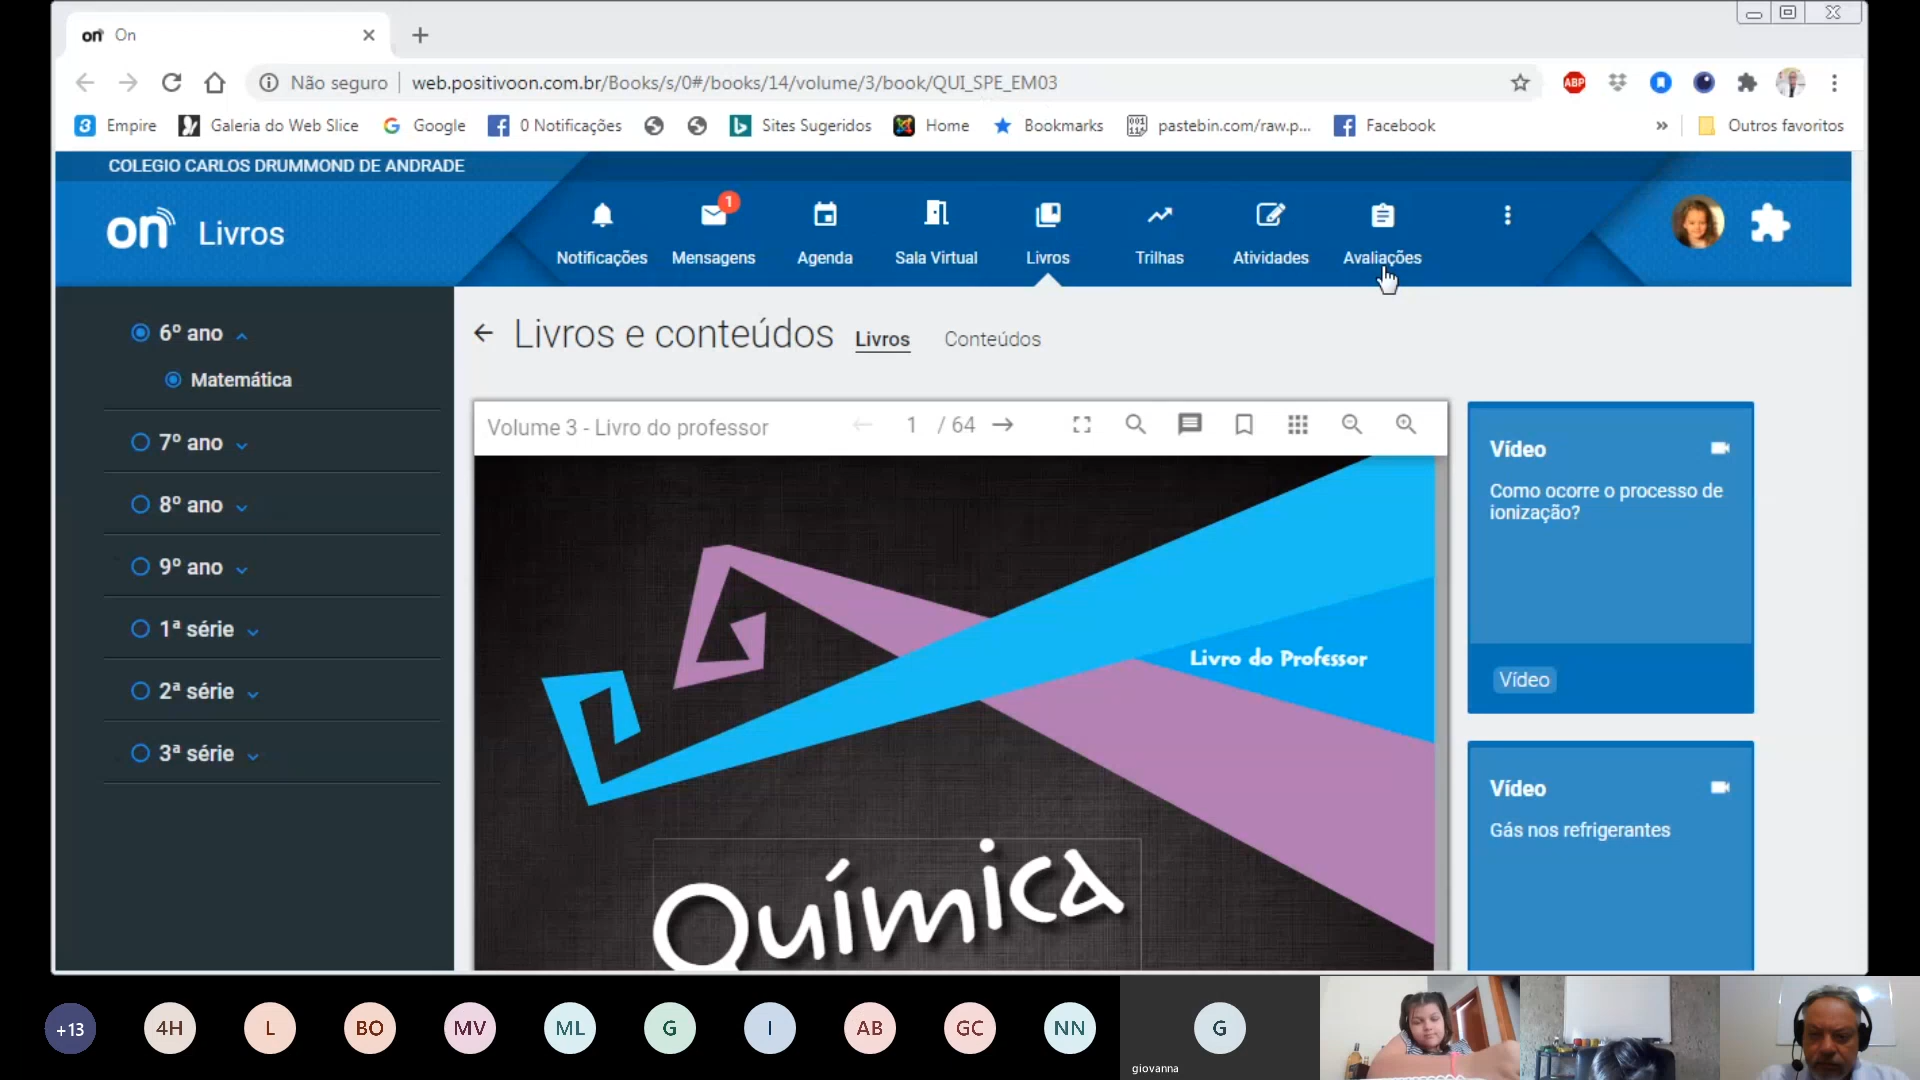 on On
Não seguro web.positivoon.com.br/Books/s/0#/books/14/volume/3/book/QUI_SPE_EM03 ABP
Empire Galeria do Web Slice Google 0 Notificações Sites Sugeridos Home Bookmarks pastebin.com/raw.p... Facebook » Outros favoritos
COLEGIO CARLOS DRUMMOND DE ANDRADE
on Livros
1
Notificações Mensagens Agenda Sala Virtual Livros Trilhas Atividades Avaliações
6º ano
Matemática
7º ano
8º ano
9º ano
1ª série
2ª série
3ª série
Livros e conteúdos Livros Conteúdos
Volume 3 - Livro do professor 1 / 64
Livro do Professor
Química
Vídeo
Como ocorre o processo de
ionização?
Vídeo
Vídeo
Gás nos refrigerantes
+13 4H L BO MV ML G I AB GC NN G
giovanna